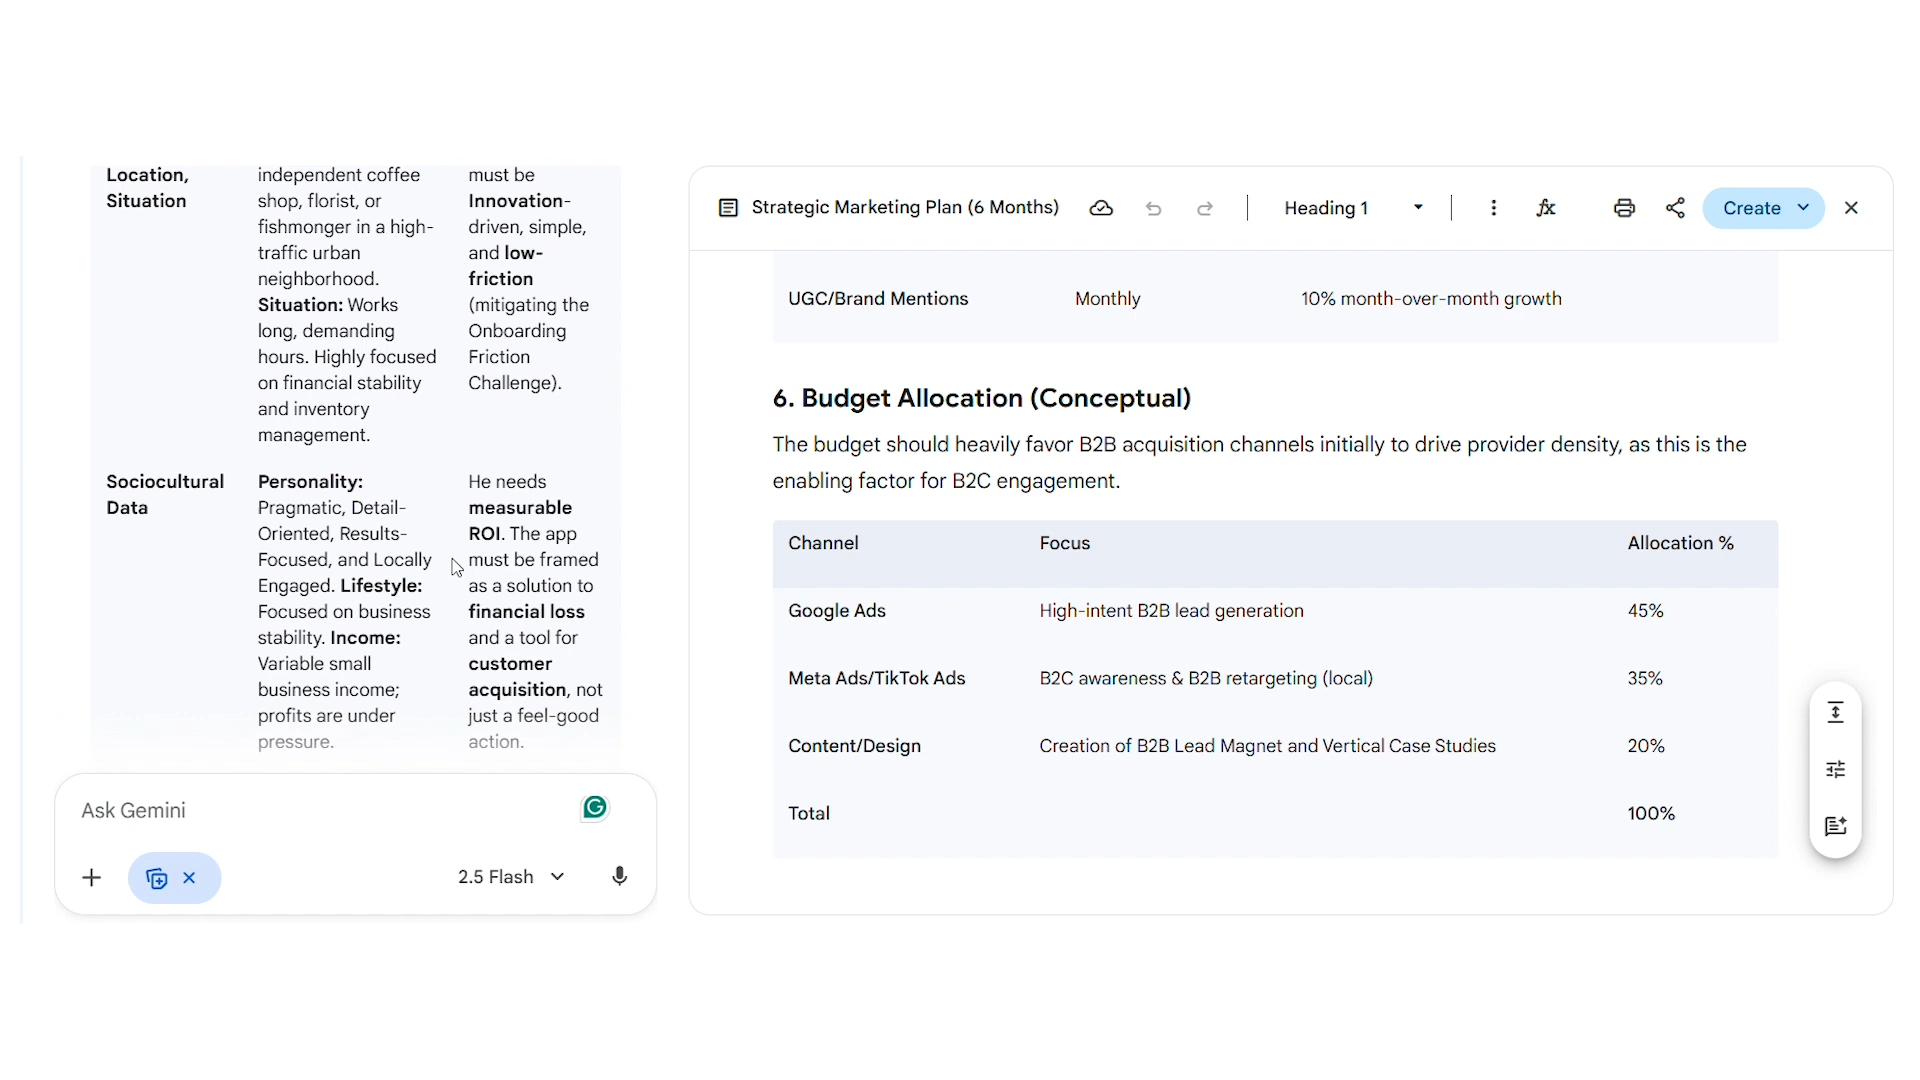 Location,
Situation
independent coffee
shop, florist, or
fishmonger in a high-
traffic urban
neighborhood.
Situation: Works
long, demanding
hours. Highly focused
on financial stability
and inventory
management.
must be
Innovation-
driven, simple,
and low-
friction
(mitigating the
Onboarding
Friction
Challenge).
Sociocultural
Data
Personality:
Pragmatic, Detail-
Oriented, Results-
Focused, and Locally
Engaged. Lifestyle:
Focused on business
stability. Income:
Variable small
business income;
profits are under
pressure.
He needs
measurable
ROI. The app
must be framed
as a solution to
financial loss
and a tool for
customer
acquisition, not
just a feel-good
action.
Ask Gemini
2.5 Flash
Strategic Marketing Plan (6 Months)
Heading 1
fx
Create
UGC/Brand Mentions Monthly 10% month-over-month growth
6. Budget Allocation (Conceptual)
The budget should heavily favor B2B acquisition channels initially to drive provider density, as this is the
enabling factor for B2C engagement.
Channel Focus Allocation %
Google Ads High-intent B2B lead generation 45%
Meta Ads/TikTok Ads B2C awareness & B2B retargeting (local) 35%
Content/Design Creation of B2B Lead Magnet and Vertical Case Studies 20%
Total 100%